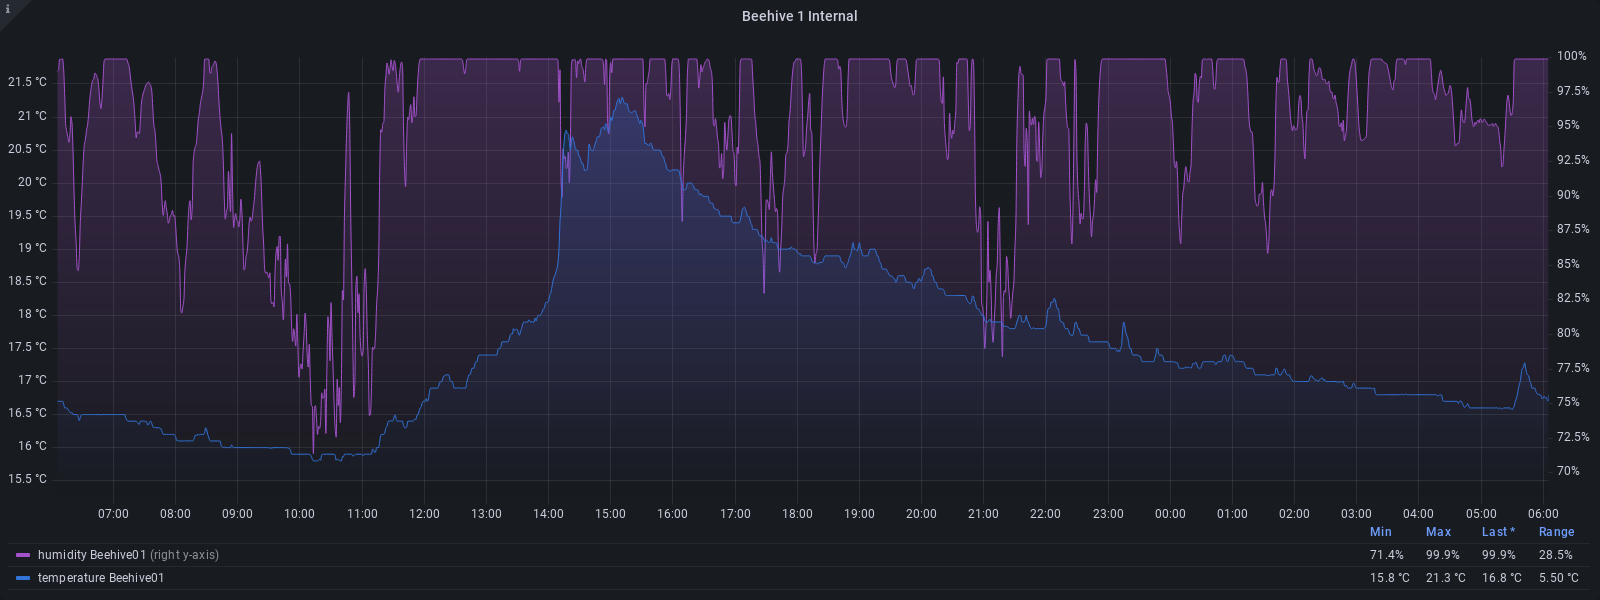 i
Beehive 1 Internal
21.5 °C
21 °C
20.5 °C
20 °C
19.5 °C
19 °C
18.5 °C
18 °C
17.5 °C
17 °C
16.5 °C
16 °C
15.5 °C
100%
97.5%
95%
92.5%
90%
87.5%
85%
82.5%
80%
77.5%
75%
72.5%
70%
07:00 08:00 09:00 10:00 11:00 12:00 13:00 14:00 15:00 16:00 17:00 18:00 19:00 20:00 21:00 22:00 23:00 00:00 01:00 02:00 03:00 04:00 05:00 06:00
Min Max Last * Range
humidity Beehive01 (right y-axis) 71.4% 99.9% 99.9% 28.5%
temperature Beehive01 15.8 °C 21.3 °C 16.8 °C 5.50 °C